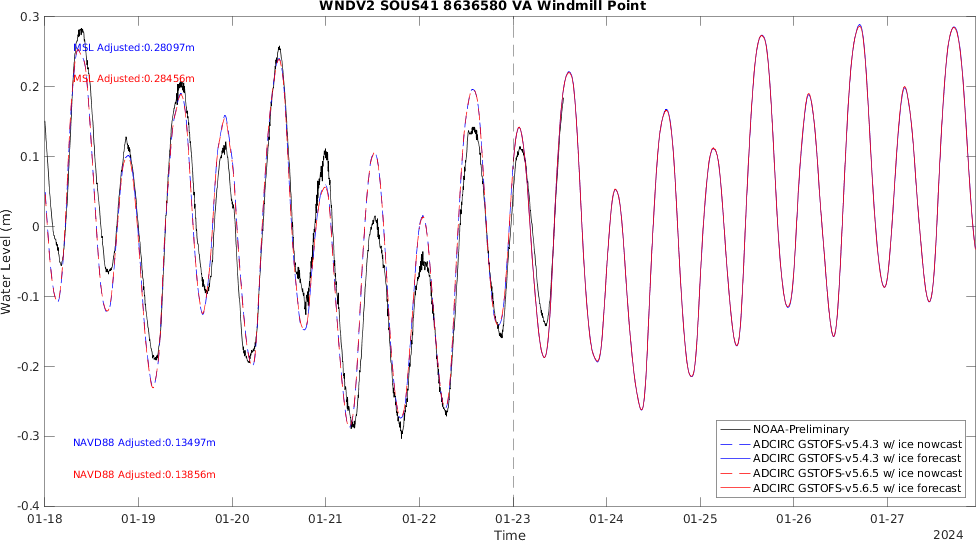 WNDV2 SOUS41 8636580 VA Windmill Point
0.3
0.2
0.1
0
-0.1
-0.2
-0.3
-0.4
Water Level (m)
MSL Adjusted:0.28097m
MSL Adjusted:0.28456m
NAVD88 Adjusted:0.13497m
NAVD88 Adjusted:0.13856m
NOAA-Preliminary
ADCIRC GSTOFS-v5.4.3 w/ ice nowcast
ADCIRC GSTOFS-v5.4.3 w/ ice forecast
ADCIRC GSTOFS-v5.6.5 w/ ice nowcast
ADCIRC GSTOFS-v5.6.5 w/ ice forecast
01-18 01-19 01-20 01-21 01-22 01-23 01-24 01-25 01-26 01-27
Time
2024